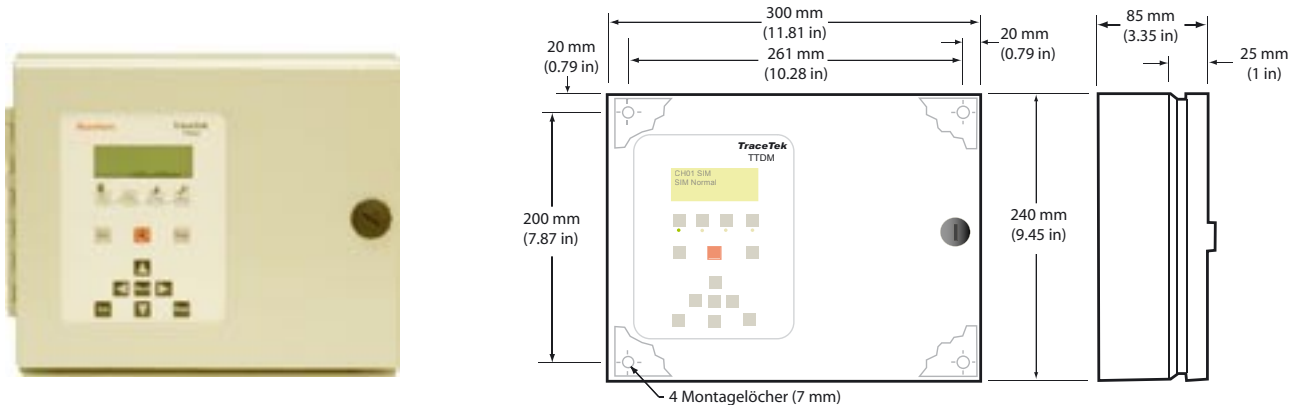 TraceTek
300 mm
(11.81 in)
20 mm
(0.79 in)
261 mm
(10.28 in)
20 mm
(0.79 in)
85 mm
(3.35 in)
25 mm
(1 in)
TraceTek
TTDM
CH01 SIM
SIM Normal
200 mm
(7.87 in)
240 mm
(9.45 in)
4 Montagelöcher (7 mm)